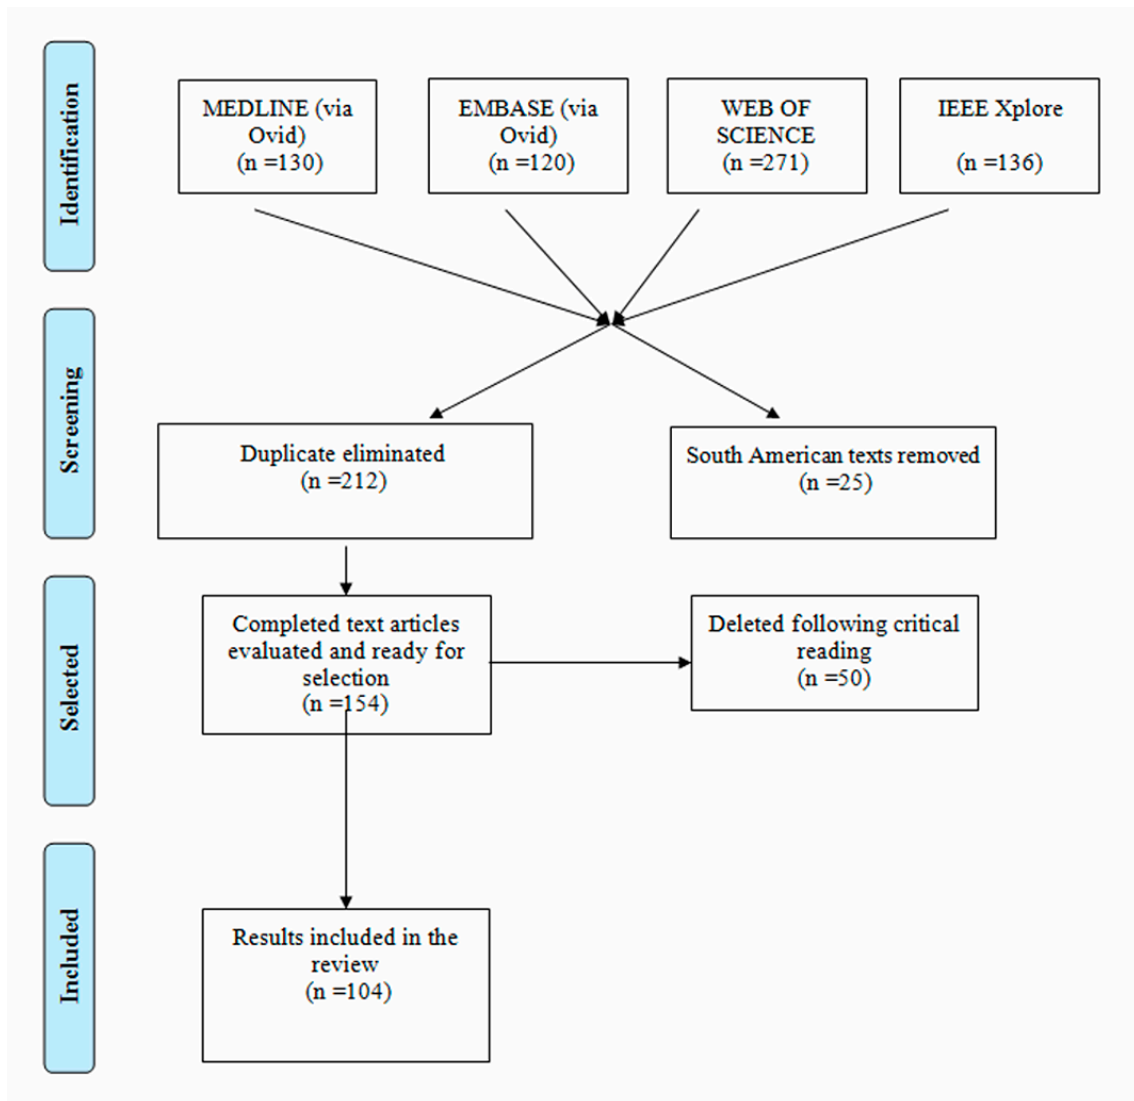 Identification
MEDLINE (via
Ovid)
(n =130)
EMBASE (via
Ovid)
(n =120)
WEB OF
SCIENCE
(n =271)
IEEE Xplore
(n =136)
Screening
Duplicate eliminated
(n =212)
South American texts removed
(n =25)
Selected
Completed text articles
evaluated and ready for
selection
(n =154)
Deleted following critical
reading
(n =50)
Included
Results included in the
review
(n =104)